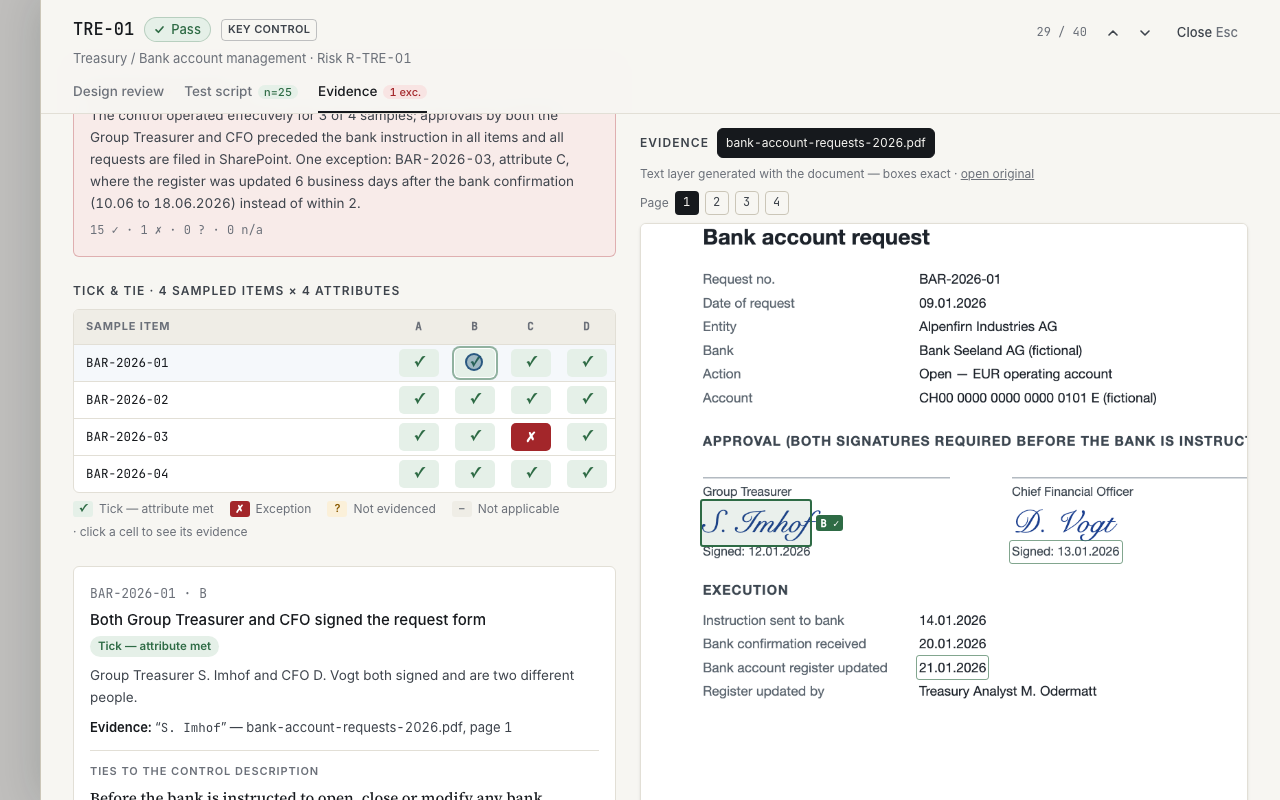 TRE-01 ✓ Pass KEY CONTROL
29 / 40 Close Esc
Treasury / Bank account management · Risk R-TRE-01
Design review Test script n=25 Evidence 1 exc.
The control operated effectively for 3 of 4 samples; approvals by both the
Group Treasurer and CFO preceded the bank instruction in all items and all
requests are filed in SharePoint. One exception: BAR-2026-03, attribute C,
where the register was updated 6 business days after the bank confirmation
(10.06 to 18.06.2026) instead of within 2.
15 ✓ · 1 ✗ · 0 ? · 0 n/a
TICK & TIE · 4 SAMPLED ITEMS × 4 ATTRIBUTES
SAMPLE ITEM A B C D
BAR-2026-01 ✓ ✓ ✓ ✓
BAR-2026-02 ✓ ✓ ✓ ✓
BAR-2026-03 ✓ ✓ ✗ ✓
BAR-2026-04 ✓ ✓ ✓ ✓
✓ Tick — attribute met ✗ Exception ? Not evidenced – Not applicable
· click a cell to see its evidence
BAR-2026-01 · B
Both Group Treasurer and CFO signed the request form
Tick — attribute met
Group Treasurer S. Imhof and CFO D. Vogt both signed and are two different
people.
Evidence: “S. Imhof” — bank-account-requests-2026.pdf, page 1
TIES TO THE CONTROL DESCRIPTION
Before the bank is instructed to open, close or modify any bank
EVIDENCE bank-account-requests-2026.pdf
Text layer generated with the document — boxes exact · open original
Page 1 2 3 4
Bank account request
Request no. BAR-2026-01
Date of request 09.01.2026
Entity Alpenfirn Industries AG
Bank Bank Seeland AG (fictional)
Action Open — EUR operating account
Account CH00 0000 0000 0000 0101 E (fictional)
APPROVAL (BOTH SIGNATURES REQUIRED BEFORE THE BANK IS INSTRUCT
Group Treasurer Chief Financial Officer
S. Imhof B ✓ D. Vogt
Signed: 12.01.2026 Signed: 13.01.2026
EXECUTION
Instruction sent to bank 14.01.2026
Bank confirmation received 20.01.2026
Bank account register updated 21.01.2026
Register updated by Treasury Analyst M. Odermatt